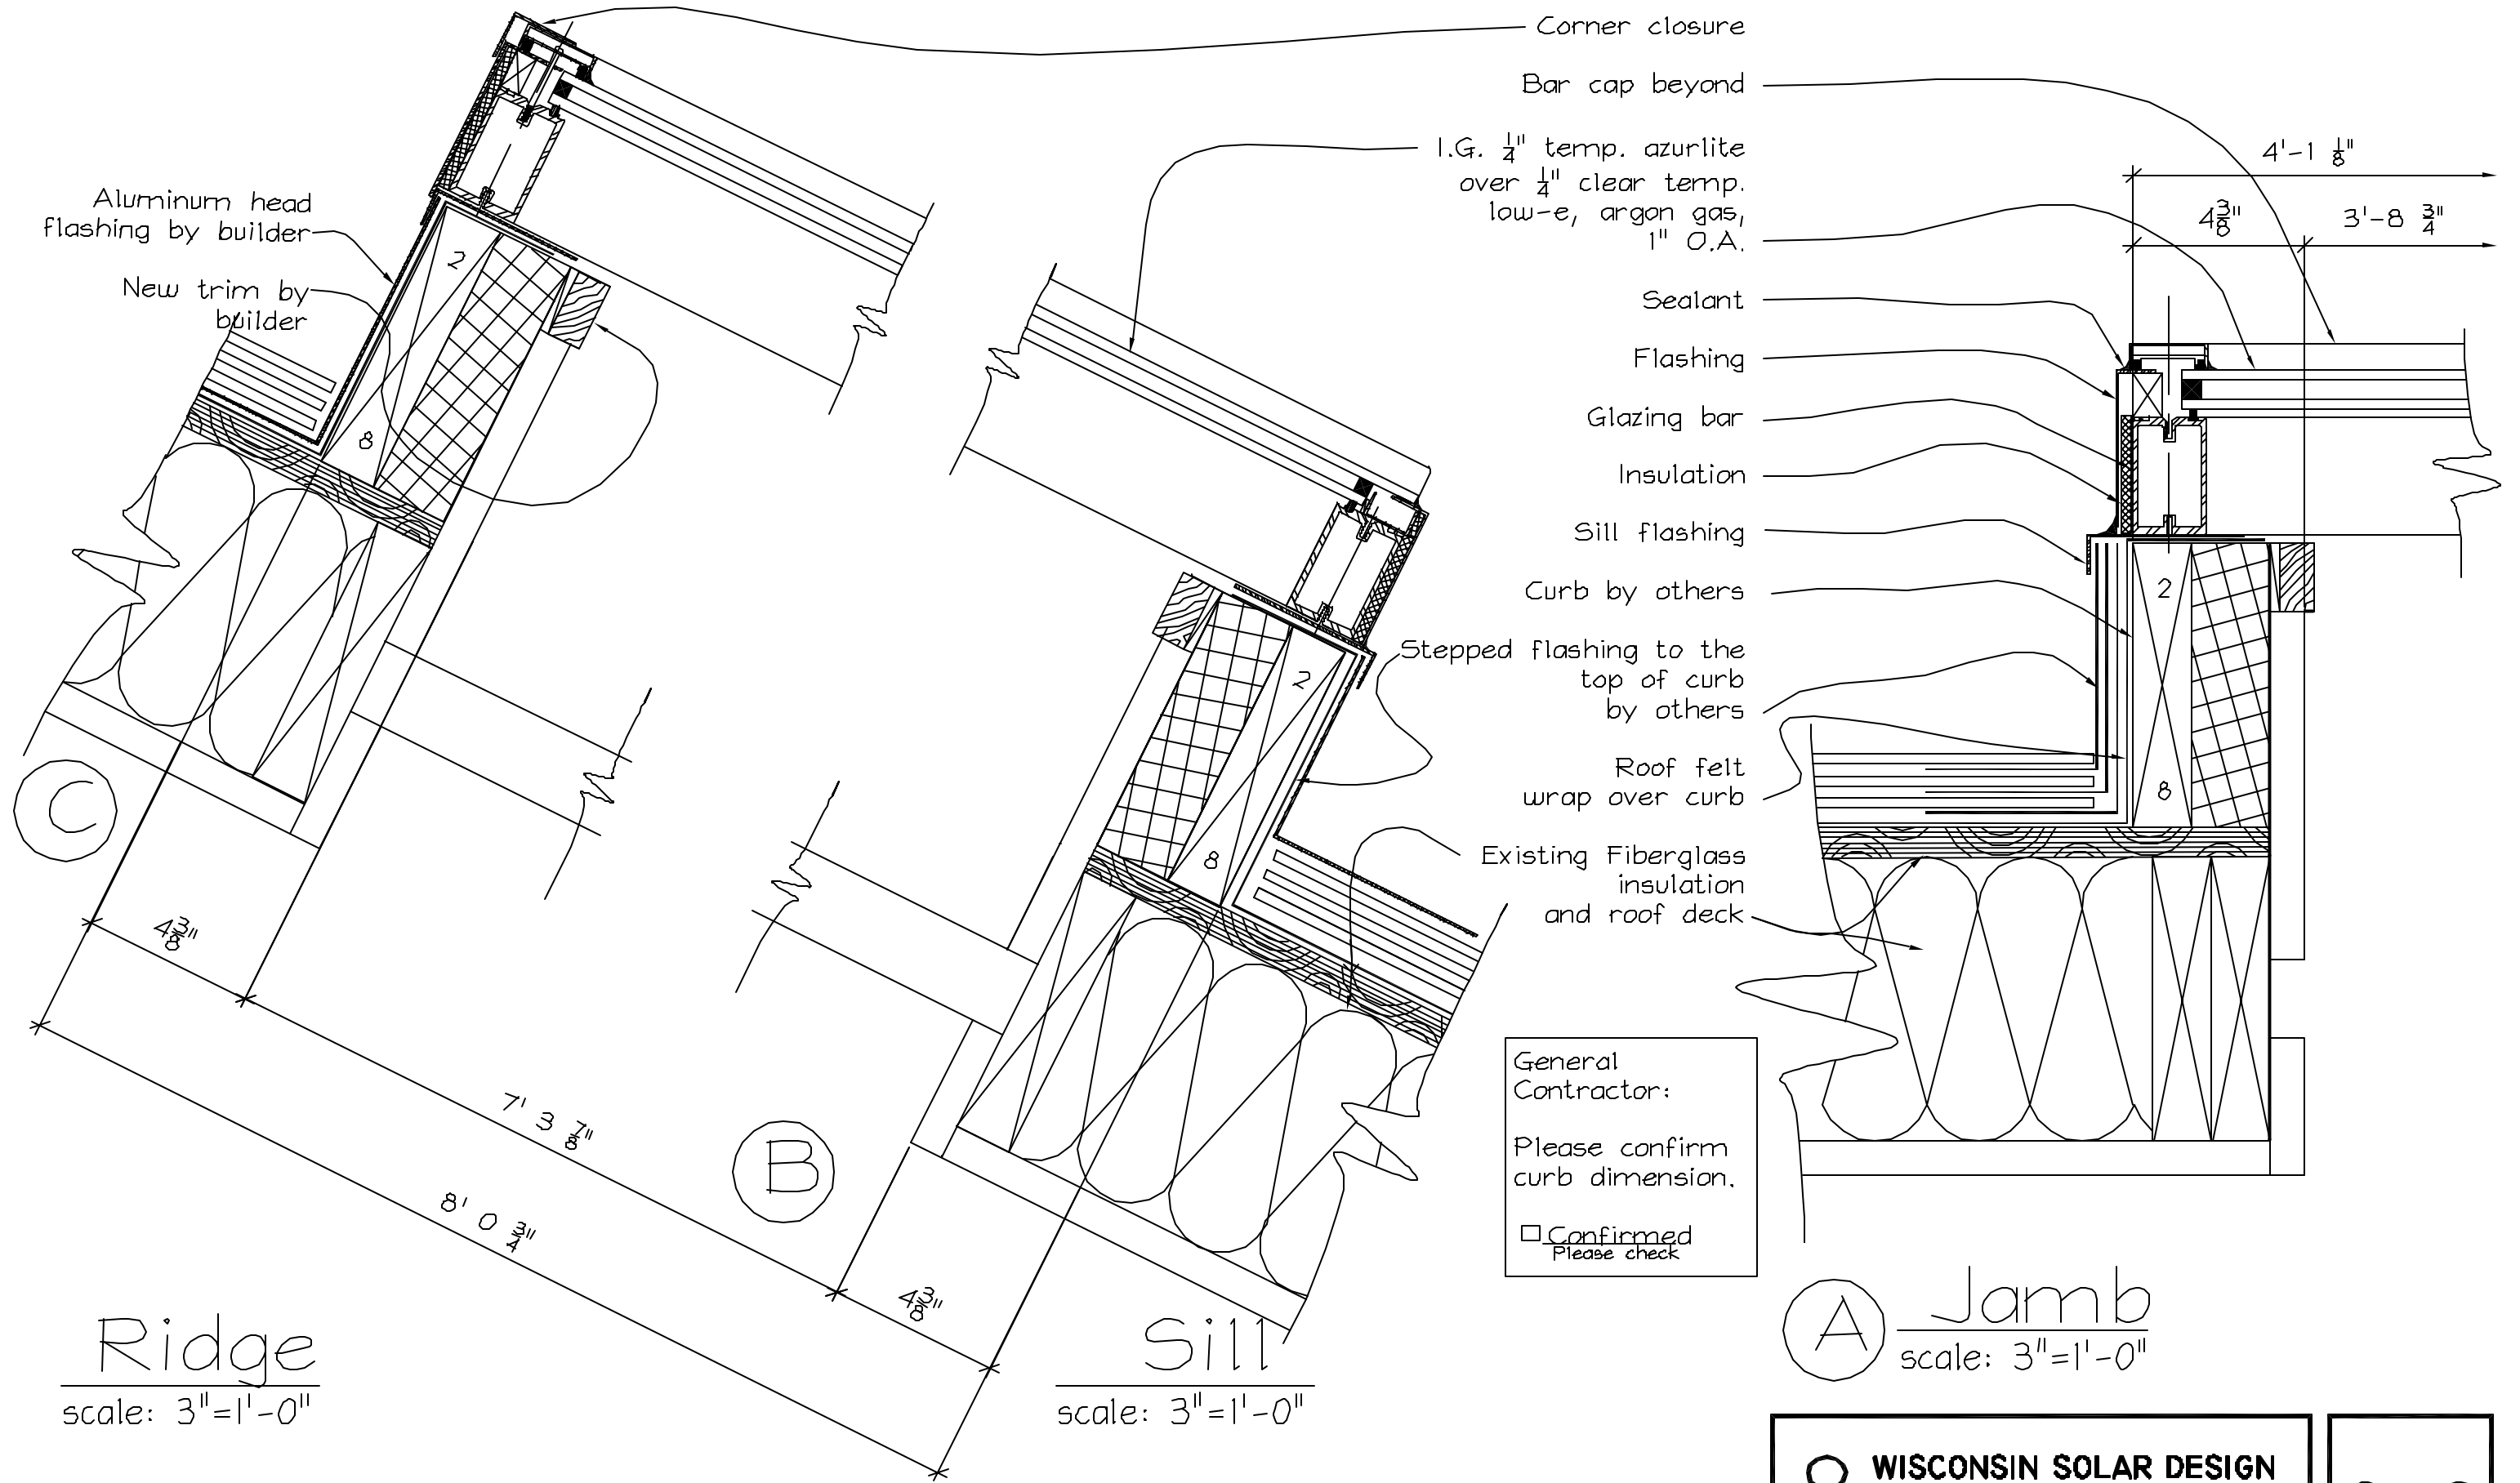 Corner closure
Bar cap beyond
I.G. 1/4" temp. azurlite
over 1/4" clear temp.
low-e, argon gas,
1" O.A.
Sealant
Flashing
Glazing bar
Insulation
Sill flashing
Curb by others
Stepped flashing to the
top of curb
by others
Roof felt
wrap over curb
Existing Fiberglass
insulation
and roof deck
Aluminum head
flashing by builder
New trim by
builder
2
8
C
4 3/8"
7' 3 7/8"
8' 0 3/4"
4 3/8"
B
2
8
Ridge
scale: 3"=1'-0"
Sill
scale: 3"=1'-0"
General
Contractor:
Please confirm
curb dimension.
Confirmed
Please check
4'-1 1/8"
4 3/8"
3'-8 3/4"
2
8
A
Jamb
scale: 3"=1'-0"
WISCONSIN SOLAR DESIGN